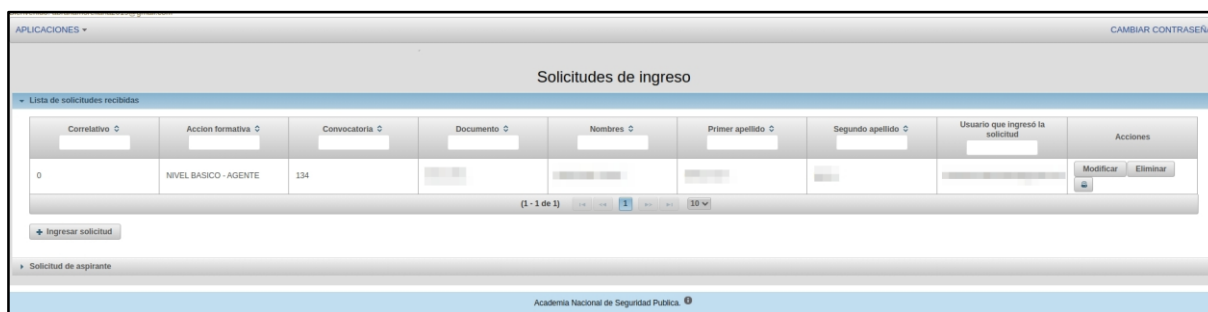 APLICACIONES
CAMBIAR CONTRASEÑA
Solicitudes de ingreso
Lista de solicitudes recibidas
Correlativo Accion formativa Convocatoria Documento Nombres Primer apellido Segundo apellido Usuario que ingresó la solicitud Acciones
0 NIVEL BASICO - AGENTE 134 Modificar Eliminar
(1 - 1 de 1) 1 10
Ingresar solicitud
Solicitud de aspirante
Academia Nacional de Seguridad Publica.